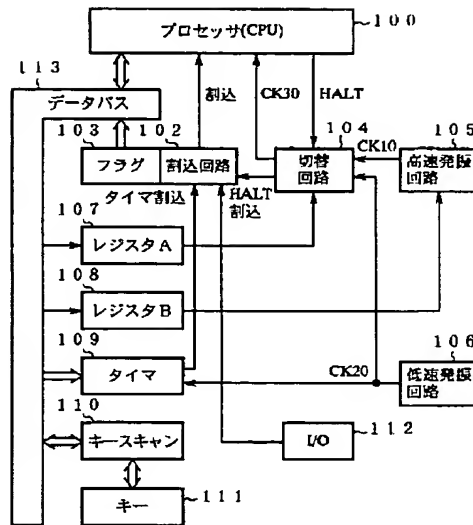 プロセッサ(CPU)
100
113
データバス
割込
CK30
HALT
103
102
104
105
フラグ
割込回路
切替
回路
CK10
高速発振
回路
タイマ割込
HALT
割込
107
レジスタA
108
レジスタB
109
106
タイマ
CK20
低速発振
回路
110
キースキャン
I/O
112
キー
111